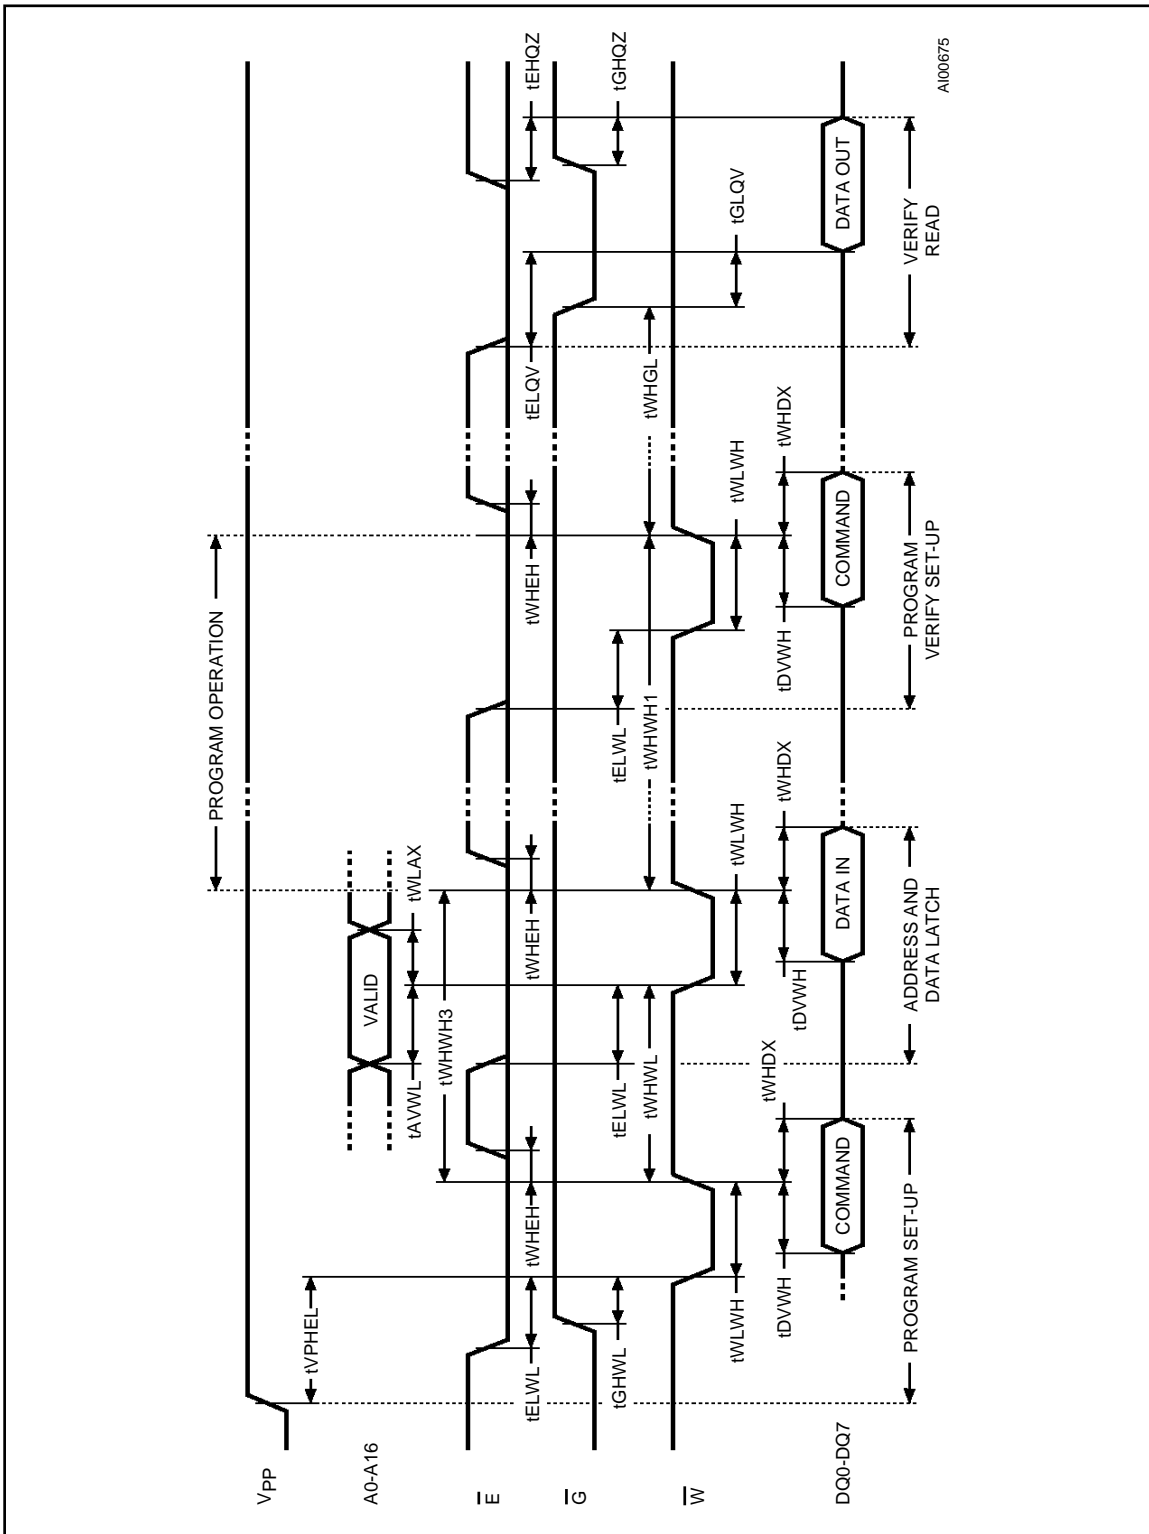 VPP
tVPHEL
PROGRAM OPERATION
A0-A16
VALID
tAVWL
tWLAX
tWHWH3
E
tELWL
tWHEH
tWHEH
tWHEH
tELQV
tEHQZ
G
tGHWL
tELWL
tELWL
tGHQZ
tWHWL
tWHWH1
tWHGL
W
tWLWH
tWLWH
tWLWH
tGLQV
tDVWH
tWHDX
tDVWH
tWHDX
tDVWH
tWHDX
DQ0-DQ7
COMMAND
DATA IN
COMMAND
DATA OUT
PROGRAM SET-UP
ADDRESS AND
DATA LATCH
PROGRAM
VERIFY SET-UP
VERIFY
READ
AI00675